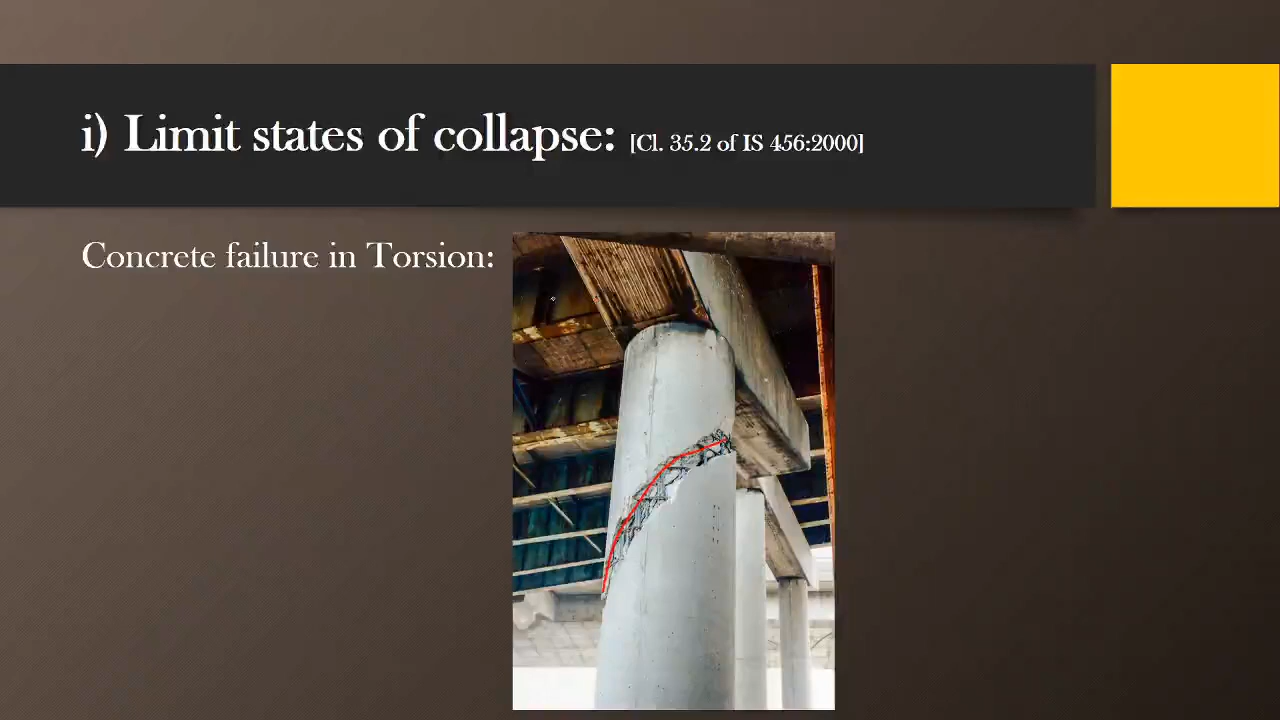 i) Limit states of collapse: [Cl. 35.2 of IS 456:2000]
Concrete failure in Torsion: